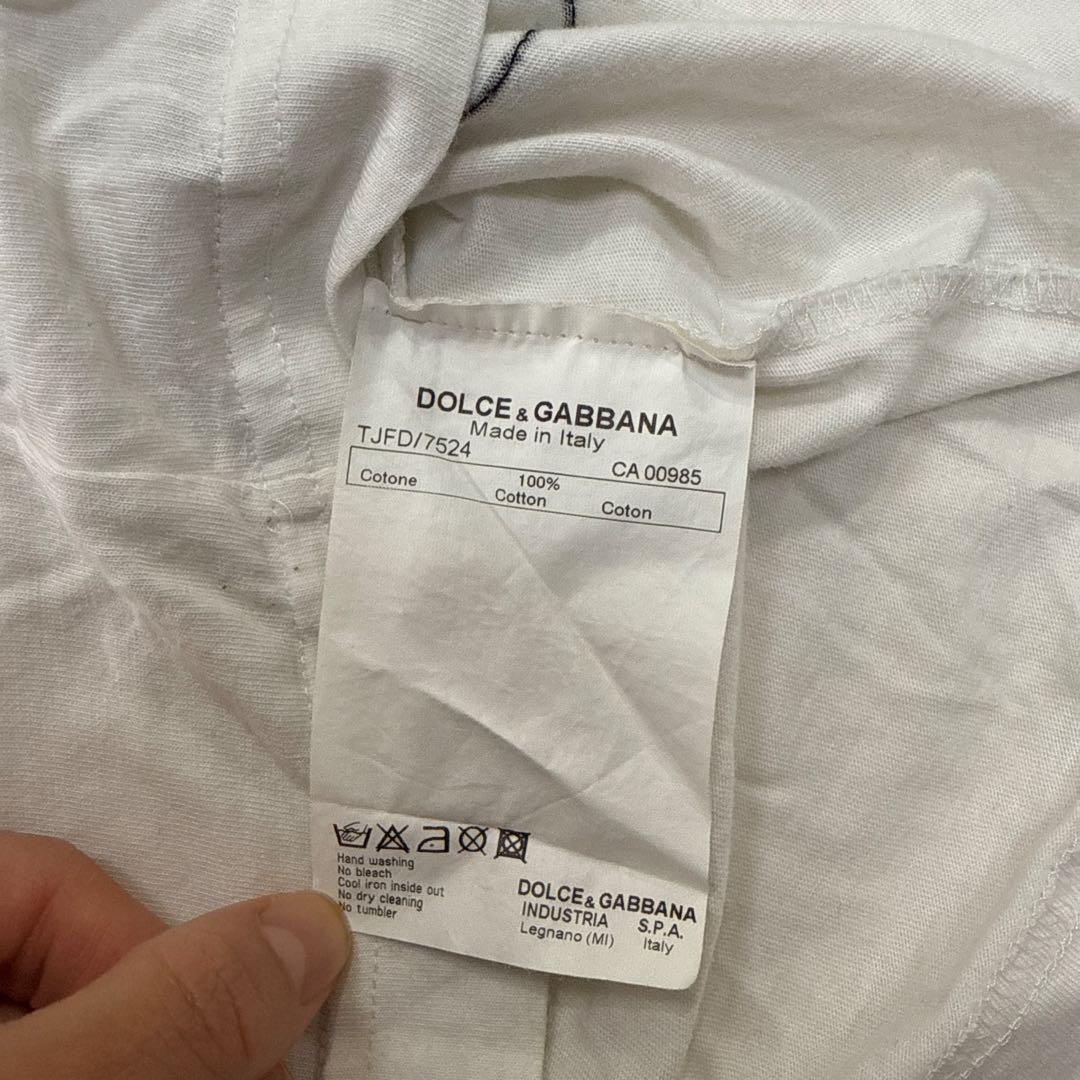 DOLCE & GABBANA
Made in Italy
TJFD/7524 CA 00985
100%
Cotone Cotton Coton
Hand washing
No bleach
Cool iron inside out
No dry cleaning
No tumbler
DOLCE & GABBANA
INDUSTRIA S.P.A.
Legnano (MI) Italy